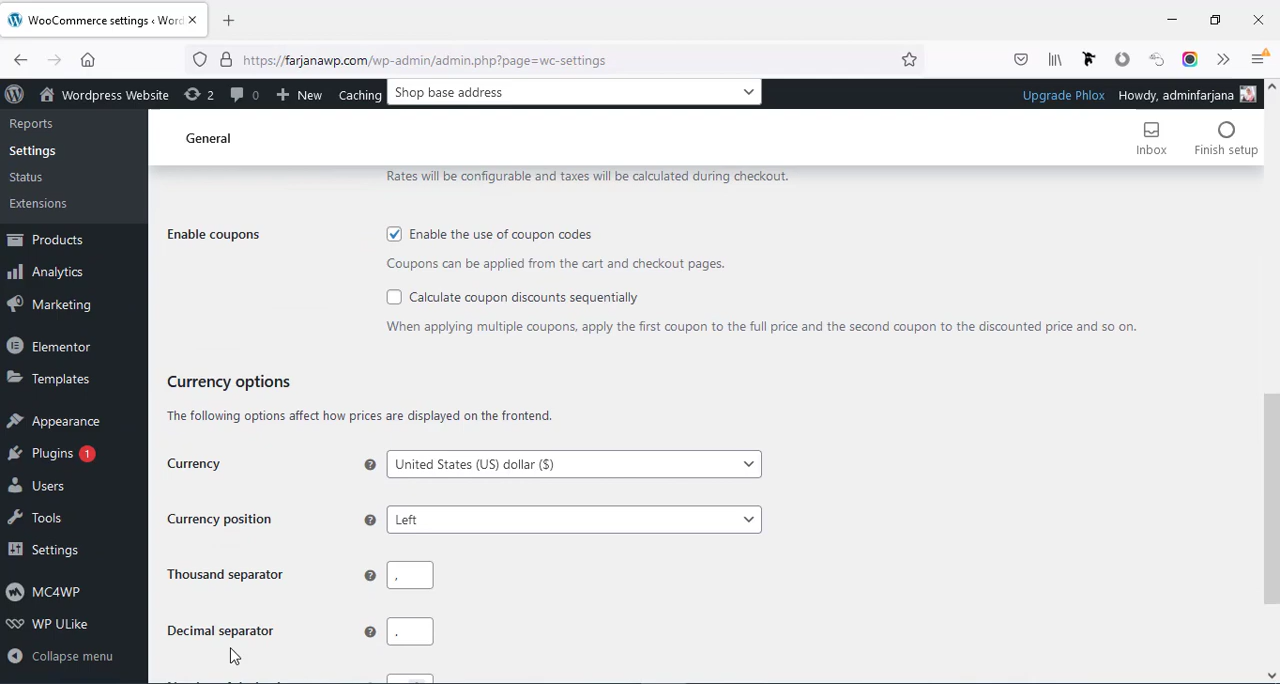 WooCommerce settings ‹ Word
https://farjanawp.com/wp-admin/admin.php?page=wc-settings
Wordpress Website
2
0
New
Caching
Shop base address
Upgrade Phlox
Howdy, adminfarjana
Reports
Settings
Status
Extensions
Products
Analytics
Marketing
Elementor
Templates
Appearance
Plugins 1
Users
Tools
Settings
MC4WP
WP ULike
Collapse menu
General
Inbox
Finish setup
Rates will be configurable and taxes will be calculated during checkout.
Enable coupons
Enable the use of coupon codes
Coupons can be applied from the cart and checkout pages.
Calculate coupon discounts sequentially
When applying multiple coupons, apply the first coupon to the full price and the second coupon to the discounted price and so on.
Currency options
The following options affect how prices are displayed on the frontend.
Currency
United States (US) dollar ($)
Currency position
Left
Thousand separator
,
Decimal separator
.